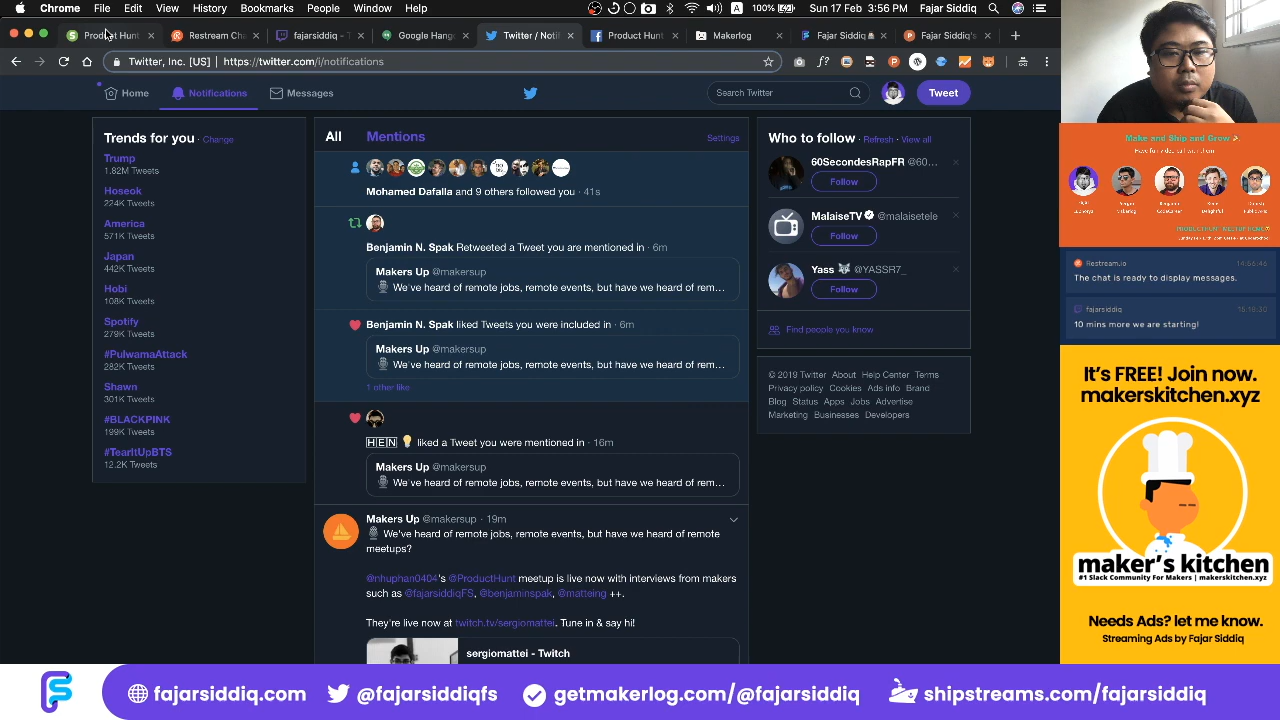 Chrome File Edit View History Bookmarks People Window Help
A 100% Sun 17 Feb 3:56 PM Fajar Siddiq
Product Hunt Restream Cha fajarsiddiq - T Google Hango Twitter / Notif Product Hunt Makerlog Fajar Siddiq Fajar Siddiq's
Twitter, Inc. [US] https://twitter.com/i/notifications
Home Notifications Messages Search Twitter Tweet
Trends for you · Change
Trump
1.82M Tweets
Hoseok
224K Tweets
America
571K Tweets
Japan
442K Tweets
Hobi
108K Tweets
Spotify
279K Tweets
#PulwamaAttack
282K Tweets
Shawn
301K Tweets
#BLACKPINK
199K Tweets
#TearItUpBTS
12.2K Tweets
All Mentions Settings
Mohamed Dafalla and 9 others followed you · 41s
Benjamin N. Spak Retweeted a Tweet you are mentioned in · 6m
Makers Up @makersup
We've heard of remote jobs, remote events, but have we heard of rem...
Benjamin N. Spak liked Tweets you were included in · 6m
Makers Up @makersup
We've heard of remote jobs, remote events, but have we heard of rem...
1 other like
HEN liked a Tweet you were mentioned in · 16m
Makers Up @makersup
We've heard of remote jobs, remote events, but have we heard of rem...
Makers Up @makersup · 19m
We've heard of remote jobs, remote events, but have we heard of remote
meetups?
@nhuphan0404's @ProductHunt meetup is live now with interviews from makers
such as @fajarsiddiqFS, @benjaminspak, @matteing ++.
They're live now at twitch.tv/sergiomattei. Tune in & say hi!
sergiomattei - Twitch
Who to follow · Refresh · View all
60SecondesRapFR @60...
Follow
MalaiseTV @malaisetele
Follow
Yass @YASSR7_
Follow
Find people you know
© 2019 Twitter About Help Center Terms
Privacy policy Cookies Ads info Brand
Blog Status Apps Jobs Advertise
Marketing Businesses Developers
Make and Ship and Grow
Restream.io 14:56:46
The chat is ready to display messages.
fajarsiddiq
10 mins more we are starting!
It's FREE! Join now.
makerskitchen.xyz
maker's kitchen
#1 Slack Community For Makers | makerskitchen.xyz
Needs Ads? let me know.
Streaming Ads by Fajar Siddiq
FS fajarsiddiq.com @fajarsiddiqfs getmakerlog.com/@fajarsiddiq shipstreams.com/fajarsiddiq